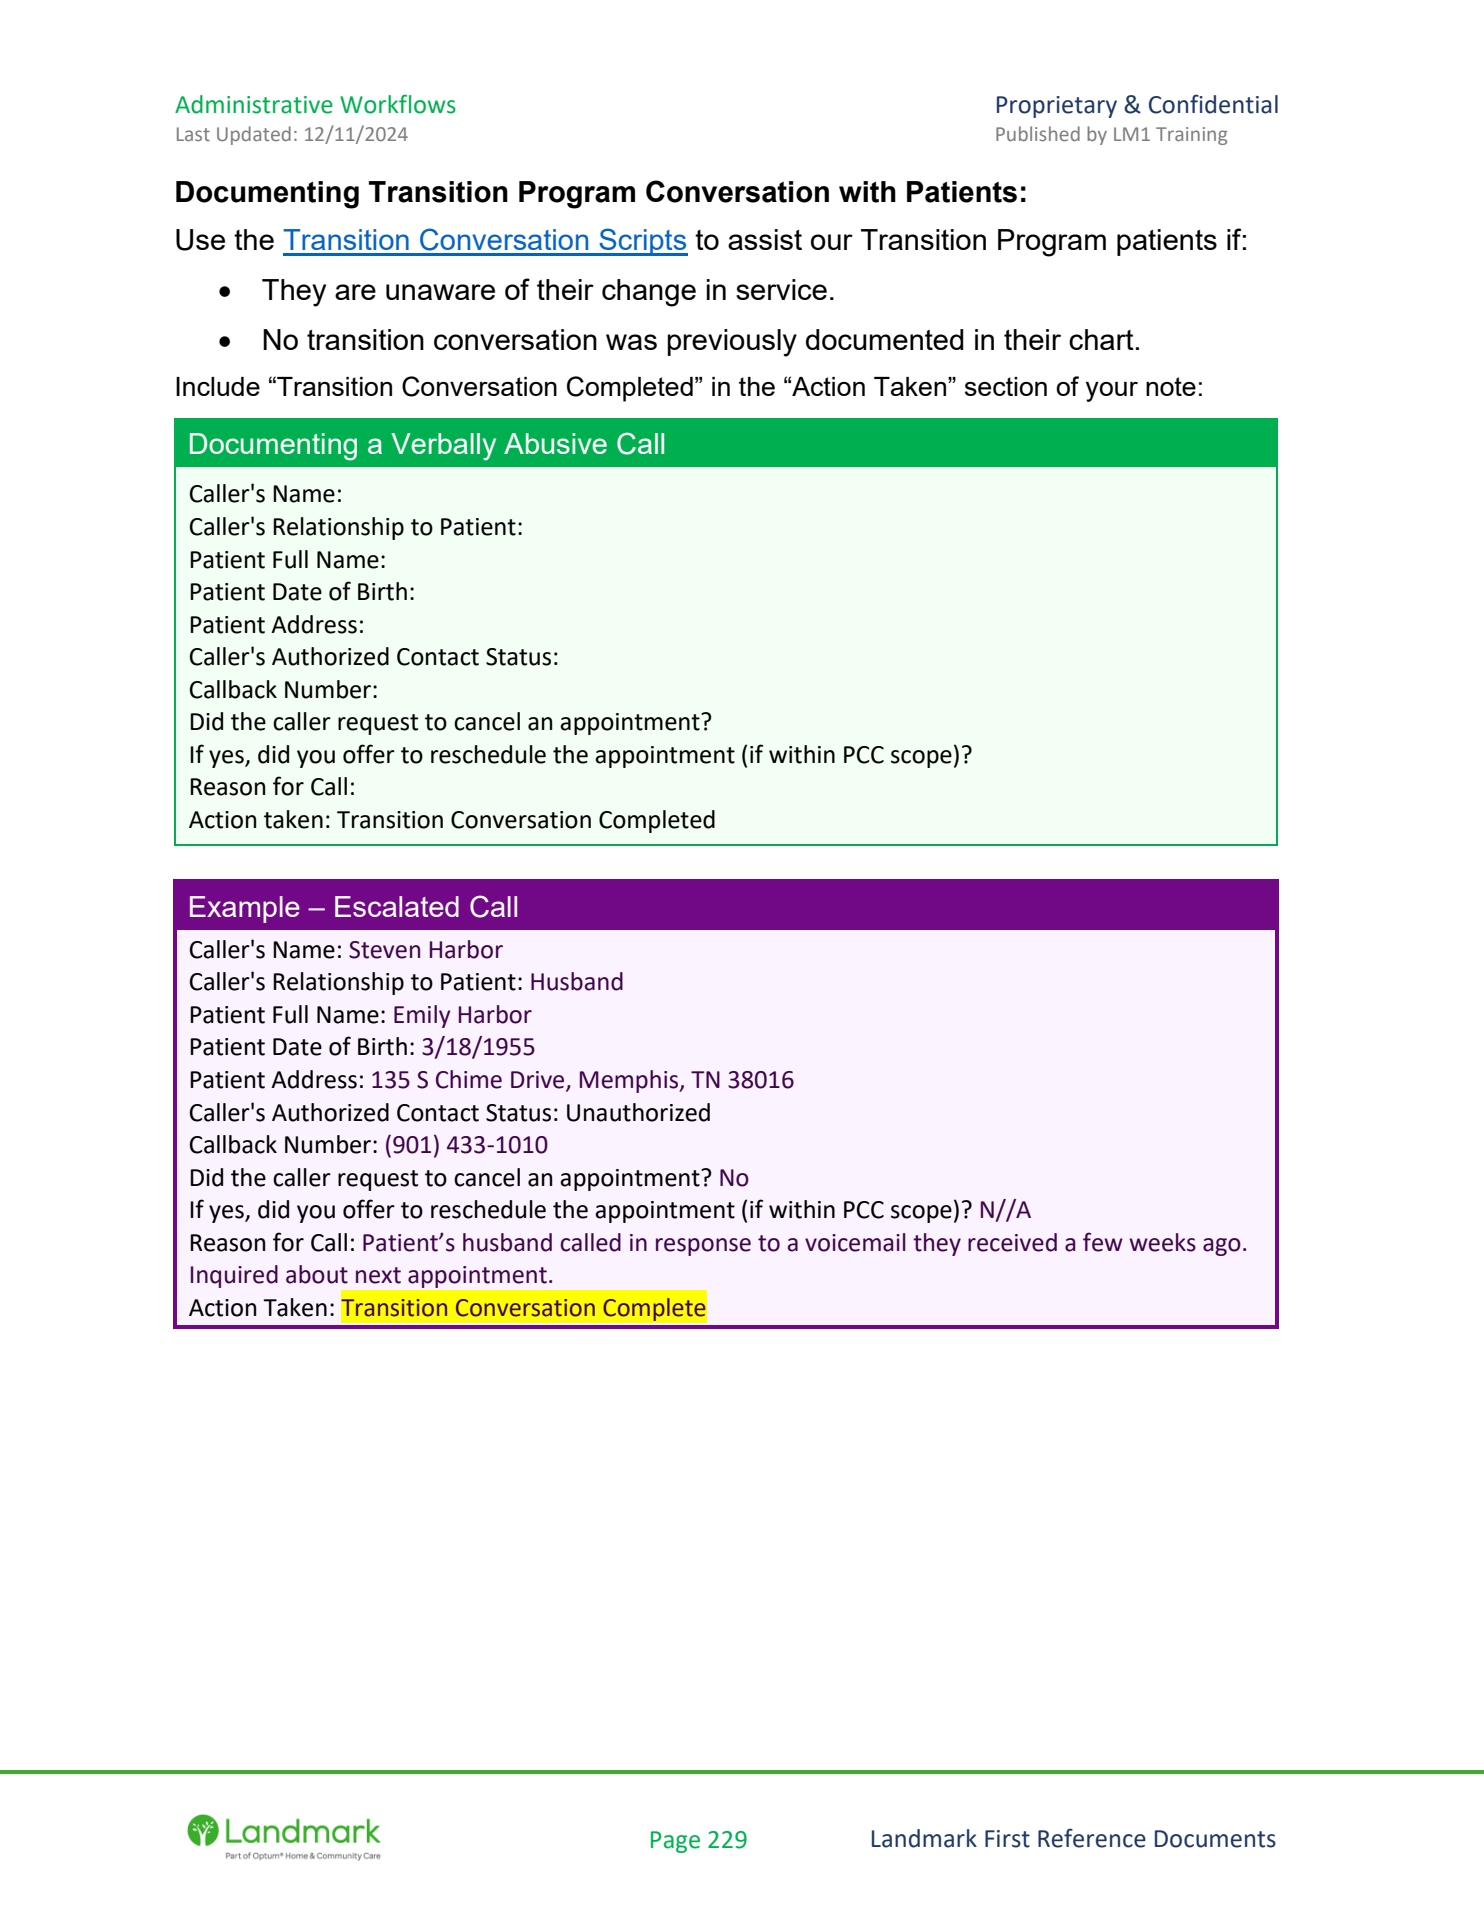 Administrative Workflows
Proprietary & Confidential
Last Updated: 12/11/2024
Published by LM1 Training
Documenting Transition Program Conversation with Patients:
Use the Transition Conversation Scripts to assist our Transition Program patients if:
• They are unaware of their change in service.
• No transition conversation was previously documented in their chart.
Include “Transition Conversation Completed” in the “Action Taken” section of your note:
Documenting a Verbally Abusive Call
Caller's Name:
Caller's Relationship to Patient:
Patient Full Name:
Patient Date of Birth:
Patient Address:
Caller's Authorized Contact Status:
Callback Number:
Did the caller request to cancel an appointment?
If yes, did you offer to reschedule the appointment (if within PCC scope)?
Reason for Call:
Action taken: Transition Conversation Completed
Example – Escalated Call
Caller's Name: Steven Harbor
Caller's Relationship to Patient: Husband
Patient Full Name: Emily Harbor
Patient Date of Birth: 3/18/1955
Patient Address: 135 S Chime Drive, Memphis, TN 38016
Caller's Authorized Contact Status: Unauthorized
Callback Number: (901) 433-1010
Did the caller request to cancel an appointment? No
If yes, did you offer to reschedule the appointment (if within PCC scope)? N//A
Reason for Call: Patient’s husband called in response to a voicemail they received a few weeks ago.
Inquired about next appointment.
Action Taken: Transition Conversation Complete
Landmark
Part of Optum® Home & Community Care
Page 229
Landmark First Reference Documents